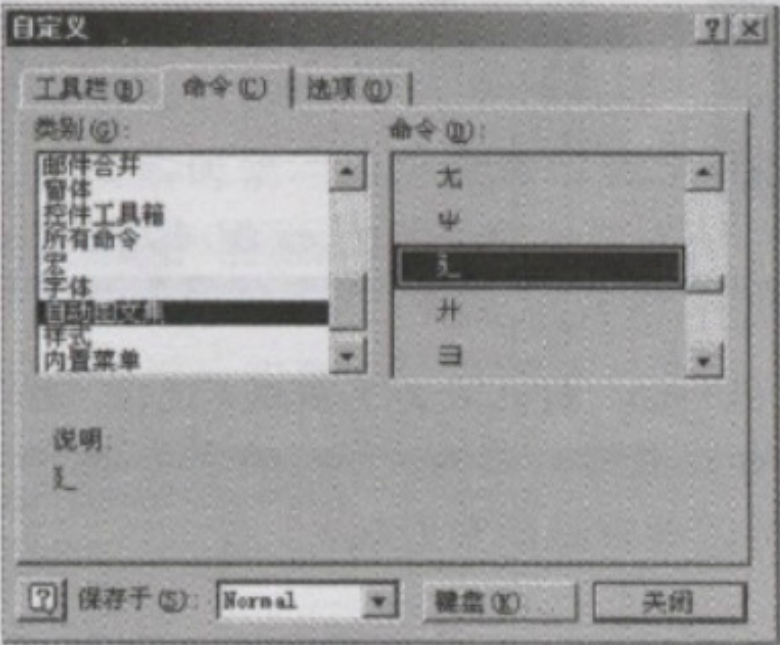 自定义
工具栏(B) 命令(C) 选项(O)
类别(G): 命令(D):
邮件合并
窗体
控件工具箱
所有命令
宏
字体
自动图文集
样式
内置菜单
尢
屮
廴
廾
彐
说明:
廴
保存于(S): Normal 键盘(K) 关闭